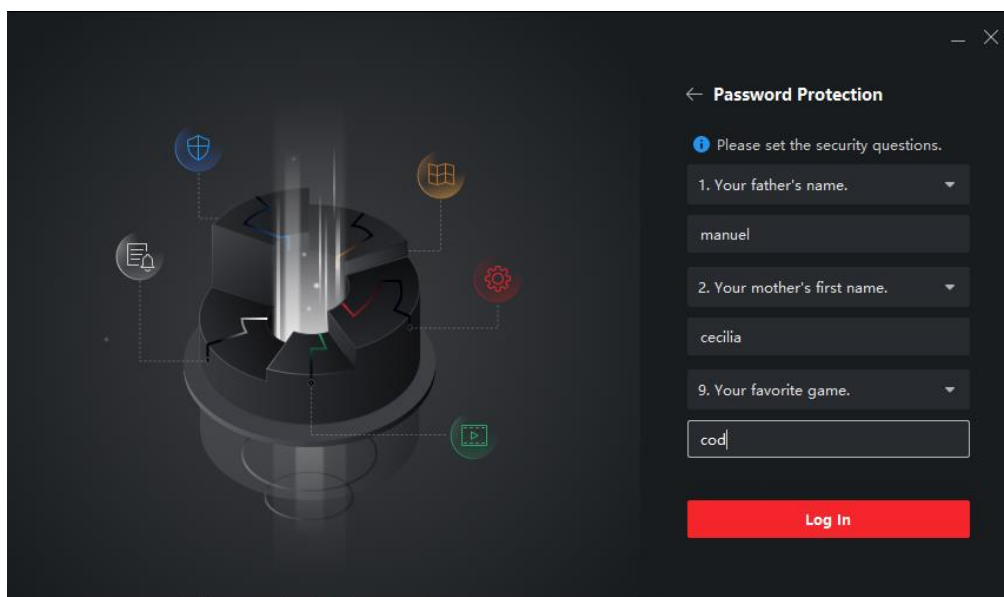 Password Protection
Please set the security questions.
1. Your father's name.
manuel
2. Your mother's first name.
cecilia
9. Your favorite game.
cod
Log In